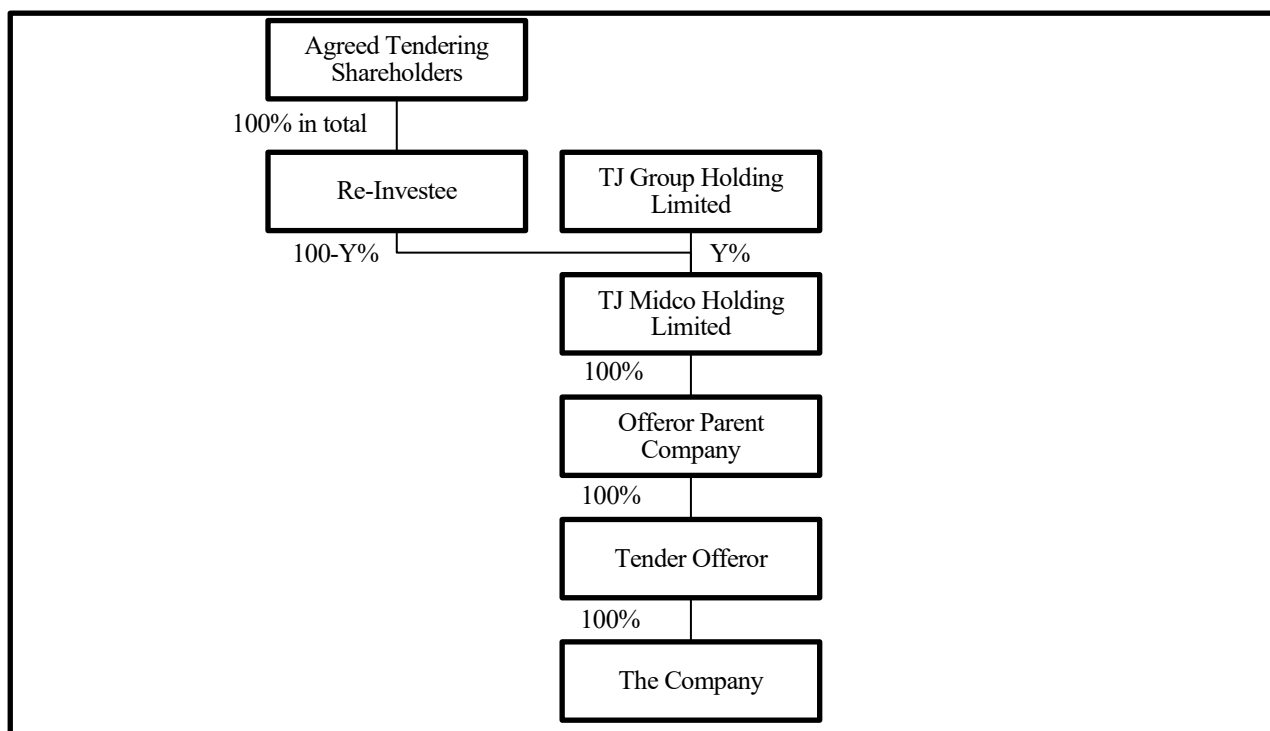 Agreed Tendering
Shareholders
100% in total
Re-Investee
TJ Group Holding
Limited
100-Y%
Y%
TJ Midco Holding
Limited
100%
Offeror Parent
Company
100%
Tender Offeror
100%
The Company